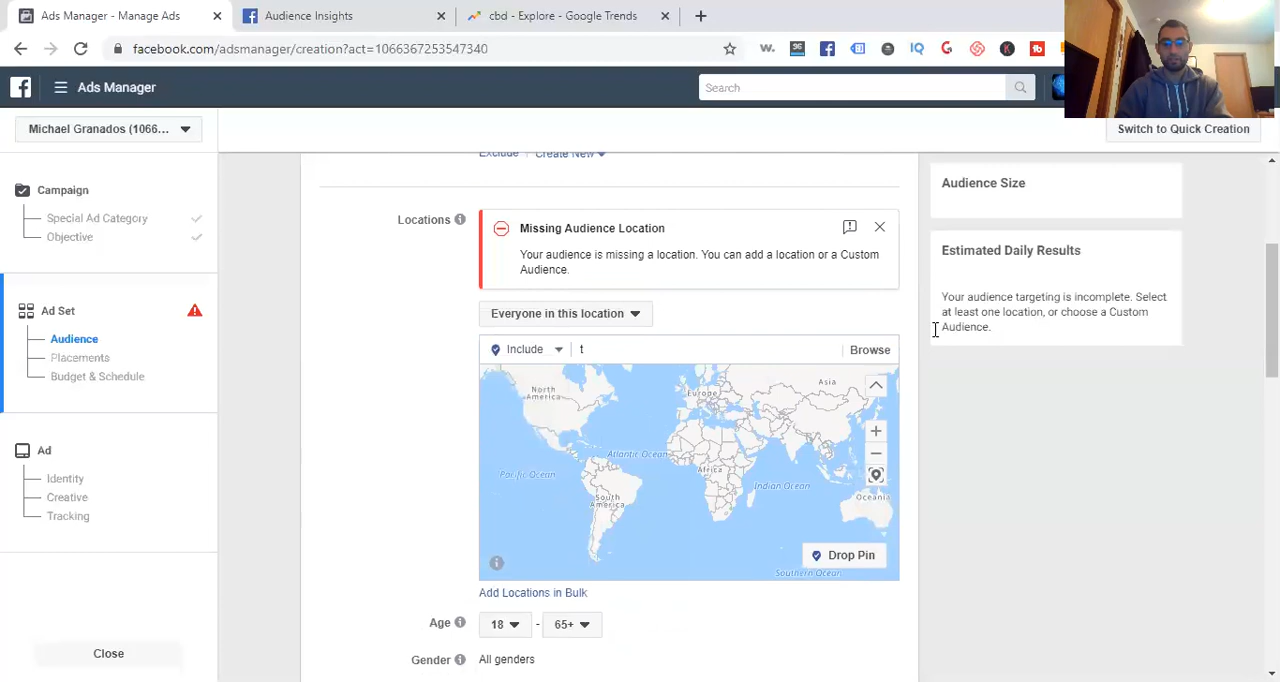 Ads Manager - Manage Ads
Audience Insights
cbd - Explore - Google Trends
facebook.com/adsmanager/creation?act=1066367253547340
Ads Manager
Search
Michael Granados (1066...
Switch to Quick Creation
Campaign
Special Ad Category
Objective
Ad Set
Audience
Placements
Budget & Schedule
Ad
Identity
Creative
Tracking
Close
Exclude
Create New
Locations
Missing Audience Location
Your audience is missing a location. You can add a location or a Custom
Audience.
Everyone in this location
Include
t
Browse
North
America
Europe
Asia
Atlantic Ocean
Pacific Ocean
Africa
South
America
Indian Ocean
Oceania
Southern Ocean
Drop Pin
Add Locations in Bulk
Age
18
-
65+
Gender
All genders
Audience Size
Estimated Daily Results
Your audience targeting is incomplete. Select
at least one location, or choose a Custom
Audience.